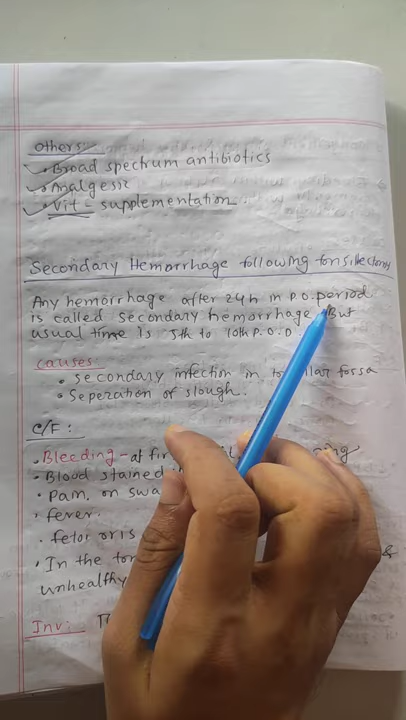 Others
• Broad spectrum antibiotics
• Analgesic
• Vit - supplementation.
Secondary Hemorrhage following tonsillectomy
Any hemorrhage after 24h in P.O. period
is called secondary hemorrhage. But
usual time is 5th to 10th P.O.D
causes:
• Secondary infection in fossa
• Seperation of slough.
C/F:
• Bleeding - at
• Blood stained
• Pain on
• fever.
• fetor oris
• In the &
unhealthy
Inv: